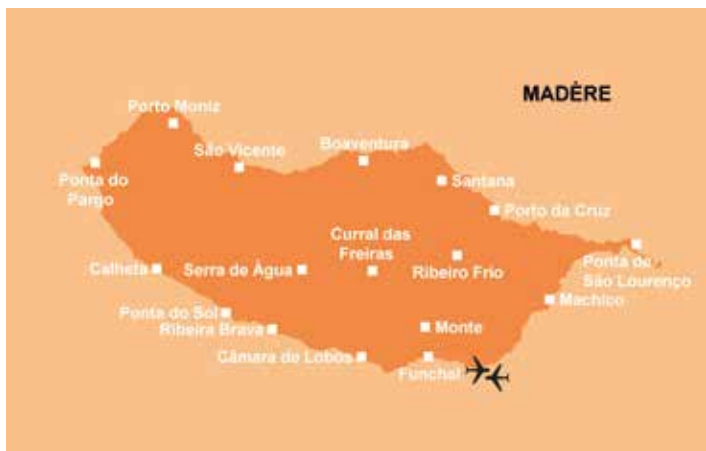 MADÈRE
Porto Moniz
São Vicente
Boaventura
Santana
Ponta do
Pargo
Porto da Cruz
Curral das
Freiras
Calheta
Serra de Água
Ribeiro Frio
Ponta de
São Lourenço
Machico
Ponta do Sol
Ribeira Brava
Monte
Câmara de Lobos
Funchal